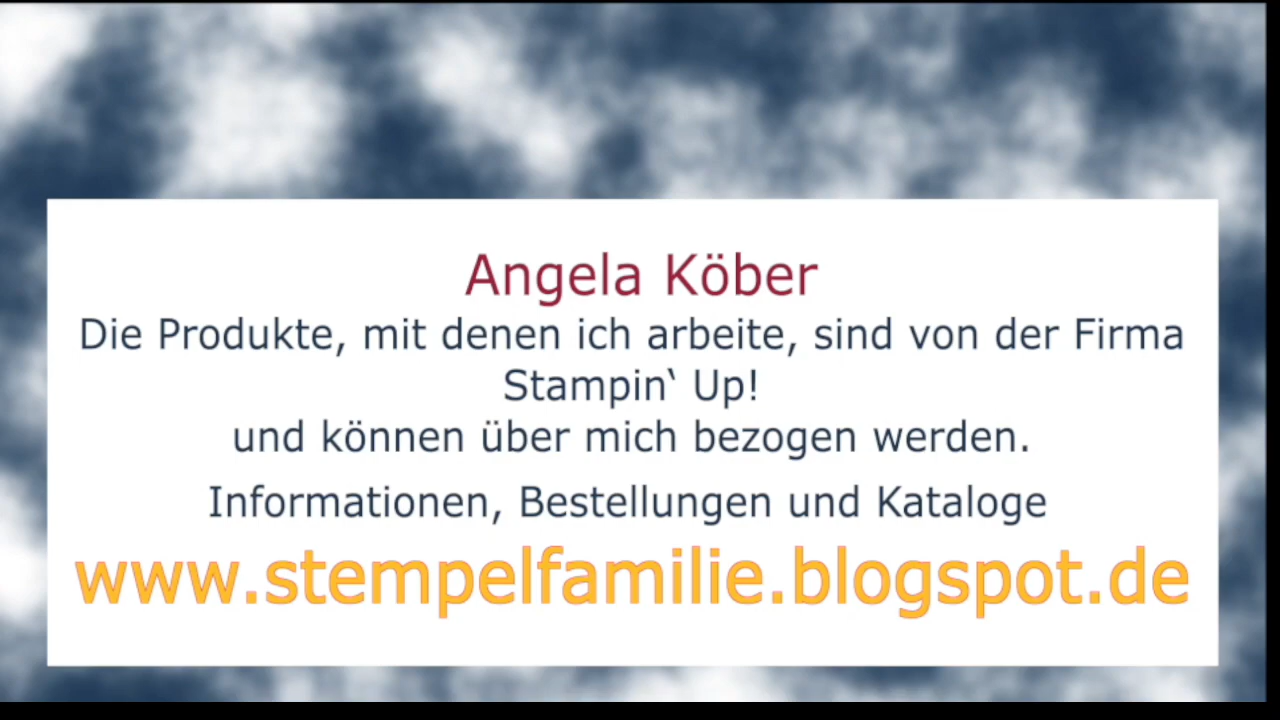 Angela Köber
Die Produkte, mit denen ich arbeite, sind von der Firma
Stampin‘ Up!
und können über mich bezogen werden.
Informationen, Bestellungen und Kataloge
www.stempelfamilie.blogspot.de